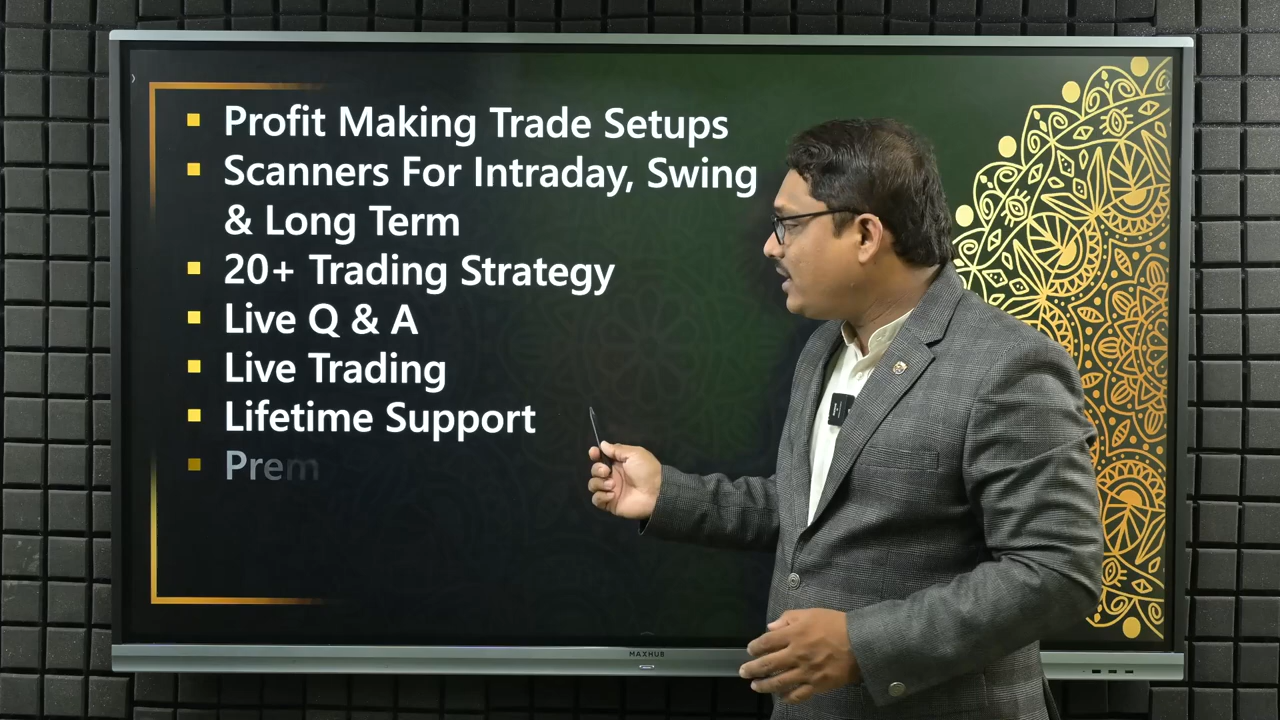 Profit Making Trade Setups
Scanners For Intraday, Swing
& Long Term
20+ Trading Strategy
Live Q & A
Live Trading
Lifetime Support
Prem
MAXHUB